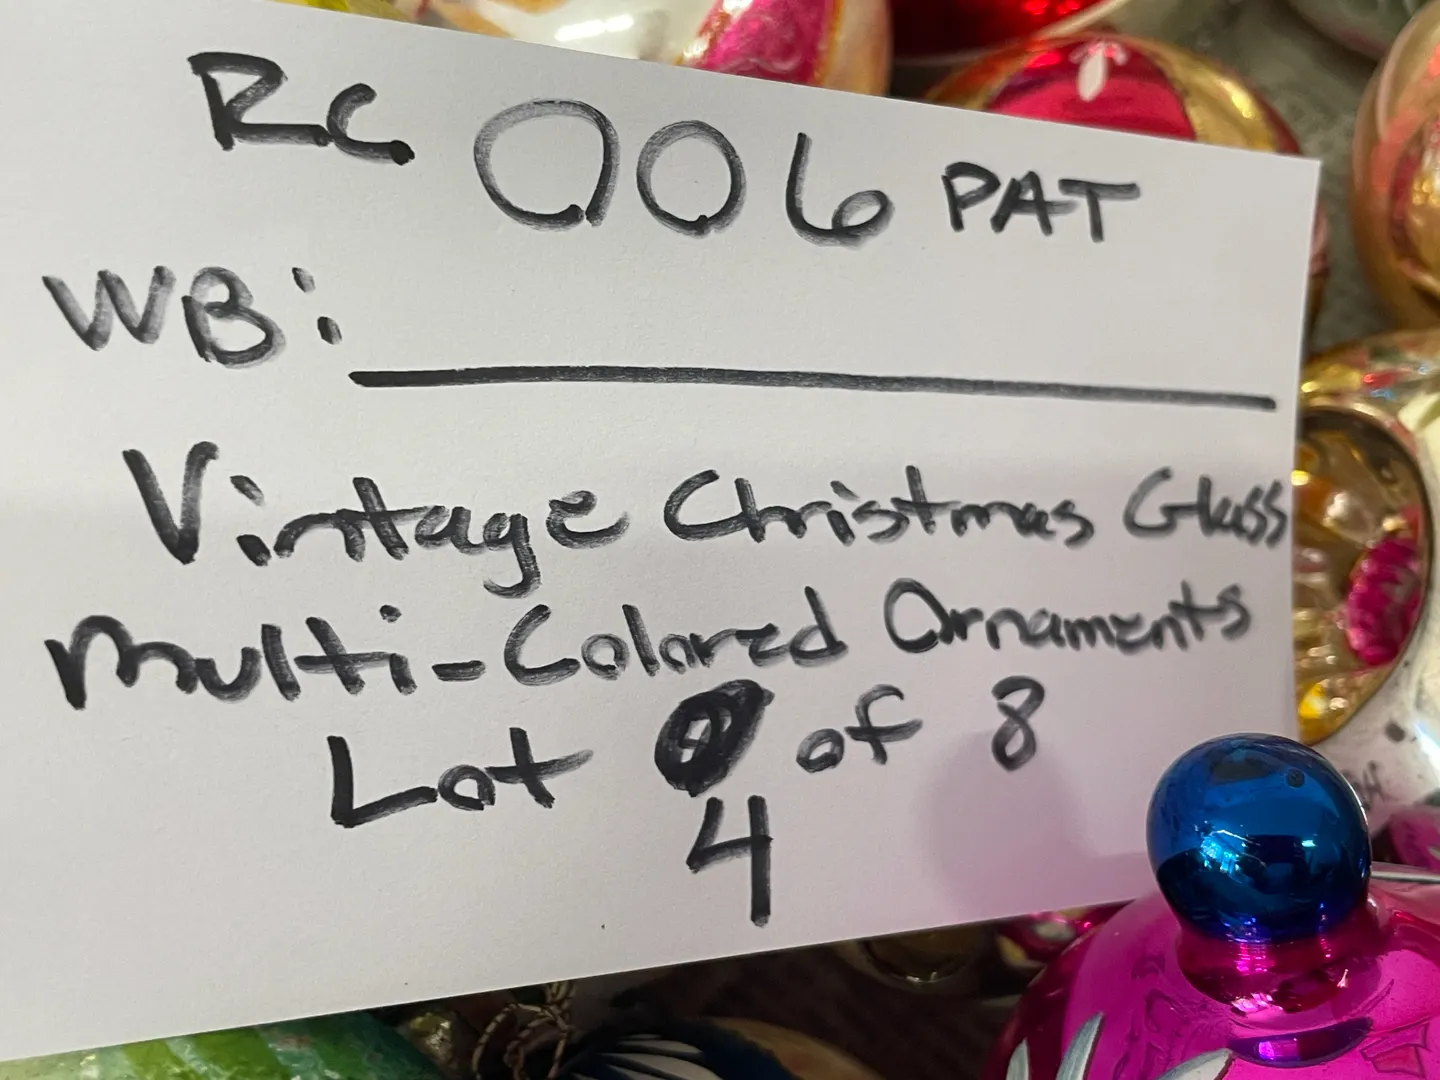 RC 006 PAT
WB:
Vintage Christmas Glass
Multi-Colored Ornaments
Lot of 8
4